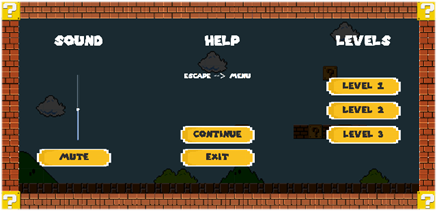 SOUND HELP LEVELS
ESCAPE --> MENU
LEVEL 1
LEVEL 2
CONTINUE LEVEL 3
MUTE EXIT